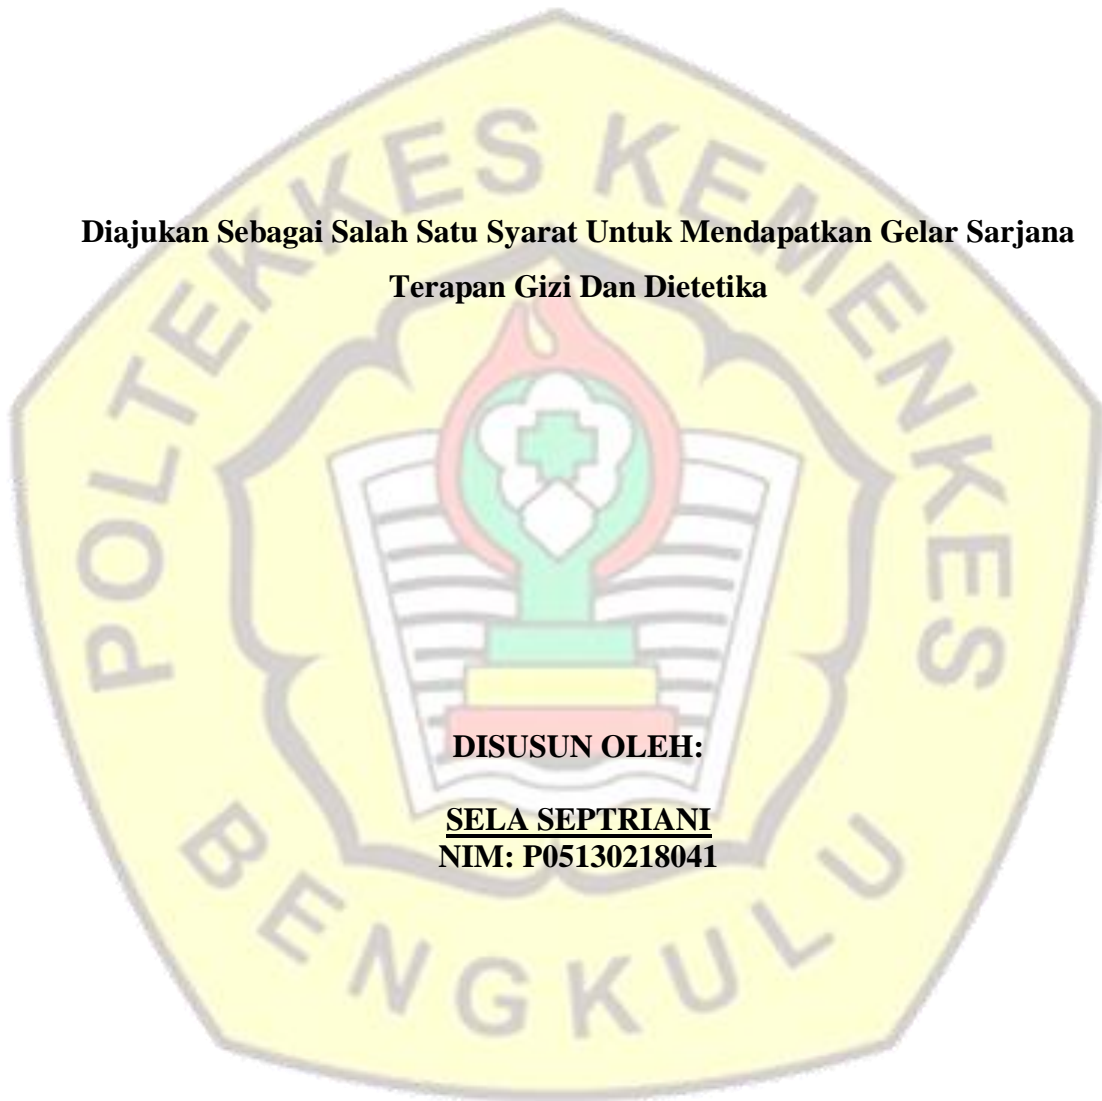 POLTEKKES KEMENKES
Diajukan Sebagai Salah Satu Syarat Untuk Mendapatkan Gelar Sarjana
Terapan Gizi Dan Dietetika
DISUSUN OLEH:
SELA SEPTRIANI
NIM: P05130218041
BENGKULU